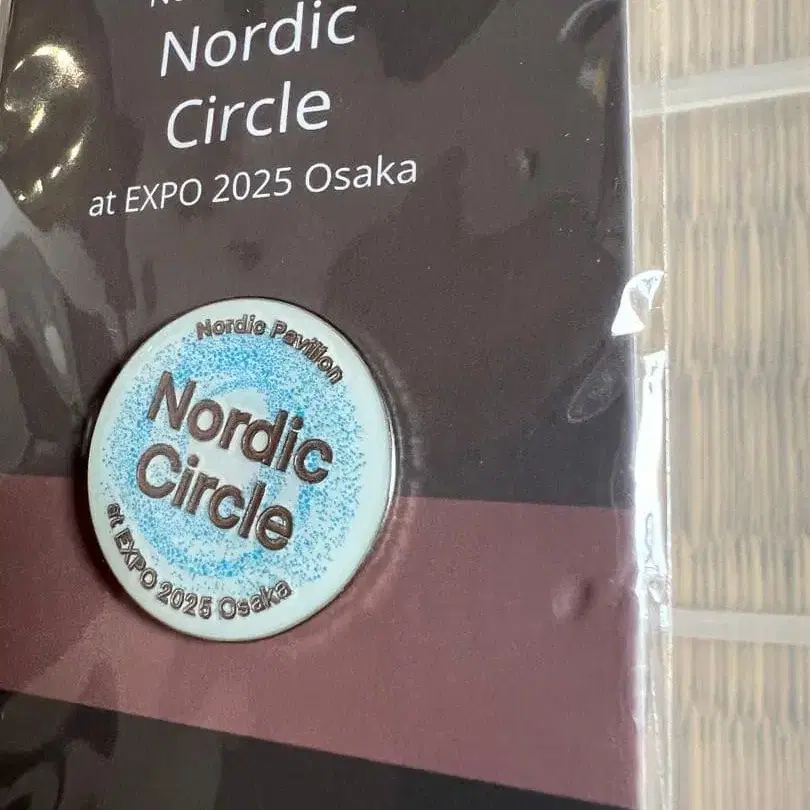 Nordic
Circle
at EXPO 2025 Osaka
Nordic Pavilion
Nordic
Circle
at EXPO 2025 Osaka